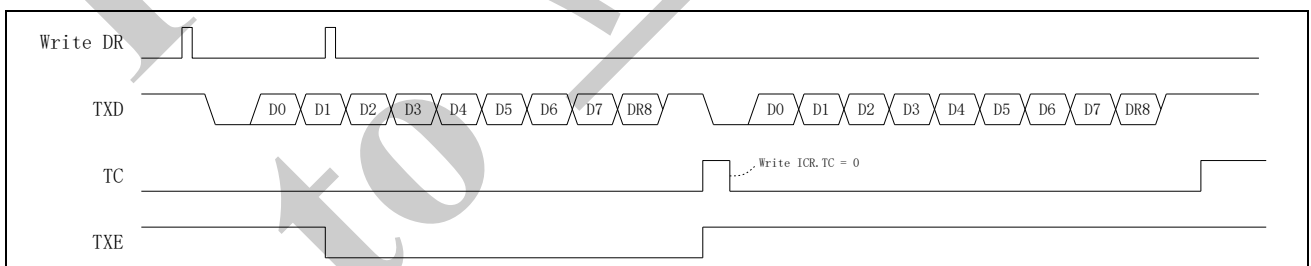 Write DR
TXD D0 D1 D2 D3 D4 D5 D6 D7 DR8 D0 D1 D2 D3 D4 D5 D6 D7 DR8
TC Write ICR.TC = 0
TXE
to